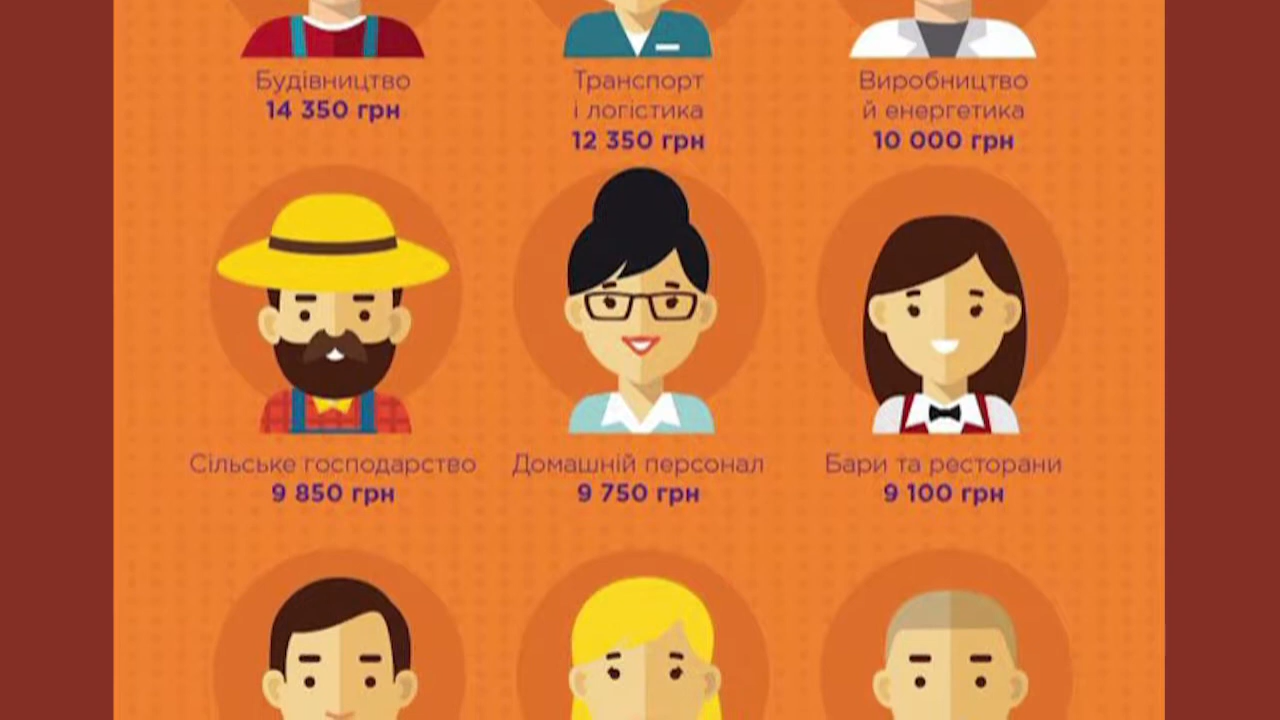 Будівництво
14 350 грн
Транспорт
і логістика
12 350 грн
Виробництво
й енергетика
10 000 грн
Сільське господарство
9 850 грн
Домашній персонал
9 750 грн
Бари та ресторани
9 100 грн